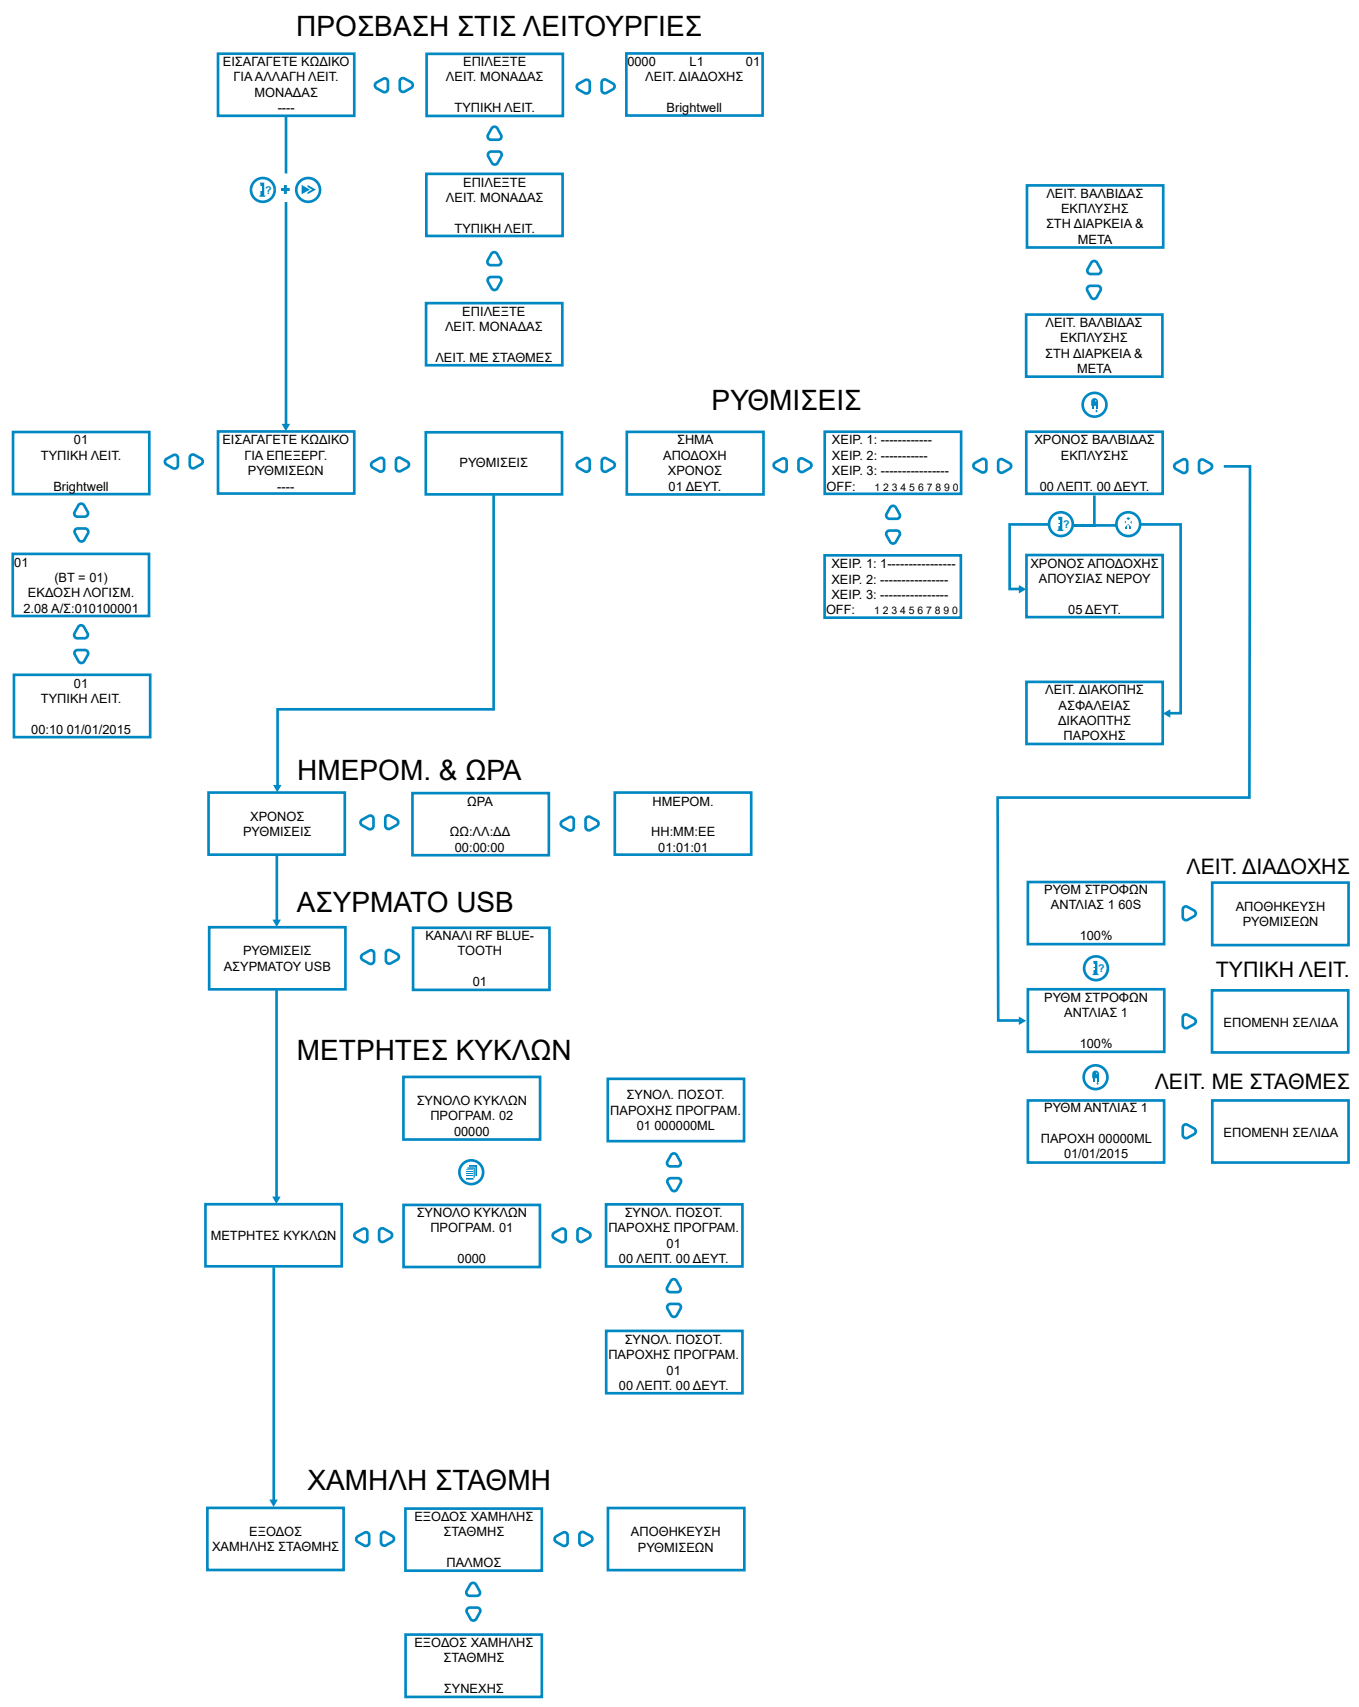 ΠΡΟΣΒΑΣΗ ΣΤΙΣ ΛΕΙΤΟΥΡΓΙΕΣ
ΕΙΣΑΓΑΓΕΤΕ ΚΩΔΙΚΟ
ΓΙΑ ΑΛΛΑΓΗ ΛΕΙΤ.
ΜΟΝΑΔΑΣ
----
ΕΠΙΛΕΞΤΕ
ΛΕΙΤ. ΜΟΝΑΔΑΣ
ΤΥΠΙΚΗ ΛΕΙΤ.
0000 L1 01
ΛΕΙΤ. ΔΙΑΔΟΧΗΣ
Brightwell
ΕΠΙΛΕΞΤΕ
ΛΕΙΤ. ΜΟΝΑΔΑΣ
ΤΥΠΙΚΗ ΛΕΙΤ.
ΕΠΙΛΕΞΤΕ
ΛΕΙΤ. ΜΟΝΑΔΑΣ
ΛΕΙΤ. ΜΕ ΣΤΑΘΜΕΣ
? +
ΛΕΙΤ. ΒΑΛΒΙΔΑΣ
ΕΚΠΛΥΣΗΣ
ΣΤΗ ΔΙΑΡΚΕΙΑ &
ΜΕΤΑ
ΛΕΙΤ. ΒΑΛΒΙΔΑΣ
ΕΚΠΛΥΣΗΣ
ΣΤΗ ΔΙΑΡΚΕΙΑ &
ΜΕΤΑ
ΡΥΘΜΙΣΕΙΣ
01
ΤΥΠΙΚΗ ΛΕΙΤ.
Brightwell
ΕΙΣΑΓΑΓΕΤΕ ΚΩΔΙΚΟ
ΓΙΑ ΕΠΕΞΕΡΓ.
ΡΥΘΜΙΣΕΩΝ
----
ΡΥΘΜΙΣΕΙΣ
ΣΗΜΑ
ΑΠΟΔΟΧΗ
ΧΡΟΝΟΣ
01 ΔΕΥΤ.
ΧΕΙΡ. 1: ------------
ΧΕΙΡ. 2: -----------
ΧΕΙΡ. 3: ----------------
OFF: 1 2 3 4 5 6 7 8 9 0
ΧΡΟΝΟΣ ΒΑΛΒΙΔΑΣ
ΕΚΠΛΥΣΗΣ
00 ΛΕΠΤ. 00 ΔΕΥΤ.
01
(BT = 01)
ΕΚΔΟΣΗ ΛΟΓΙΣΜ.
2.08 Α/Σ:010100001
ΧΕΙΡ. 1: 1----------------
ΧΕΙΡ. 2: ----------------
ΧΕΙΡ. 3: ----------------
OFF: 1 2 3 4 5 6 7 8 9 0
?
ΧΡΟΝΟΣ ΑΠΟΔΟΧΗΣ
ΑΠΟΥΣΙΑΣ ΝΕΡΟΥ
05 ΔΕΥΤ.
01
ΤΥΠΙΚΗ ΛΕΙΤ.
00:10 01/01/2015
ΛΕΙΤ. ΔΙΑΚΟΠΗΣ
ΑΣΦΑΛΕΙΑΣ
ΔΙΚΑΟΠΤΗΣ
ΠΑΡΟΧΗΣ
ΗΜΕΡΟΜ. & ΩΡΑ
ΧΡΟΝΟΣ
ΡΥΘΜΙΣΕΙΣ
ΩΡΑ
ΩΩ:ΛΛ:ΔΔ
00:00:00
ΗΜΕΡΟΜ.
ΗΗ:ΜΜ:ΕΕ
01:01:01
ΑΣΥΡΜΑΤΟ USB
ΡΥΘΜΙΣΕΙΣ
ΑΣΥΡΜΑΤΟΥ USB
ΚΑΝΑΛΙ RF BLUE-
TOOTH
01
ΛΕΙΤ. ΔΙΑΔΟΧΗΣ
ΡΥΘΜ ΣΤΡΟΦΩΝ
ΑΝΤΛΙΑΣ 1 60S
100%
ΑΠΟΘΗΚΕΥΣΗ
ΡΥΘΜΙΣΕΩΝ
?
ΤΥΠΙΚΗ ΛΕΙΤ.
ΡΥΘΜ ΣΤΡΟΦΩΝ
ΑΝΤΛΙΑΣ 1
100%
ΕΠΟΜΕΝΗ ΣΕΛΙΔΑ
ΛΕΙΤ. ΜΕ ΣΤΑΘΜΕΣ
ΡΥΘΜ ΑΝΤΛΙΑΣ 1
ΠΑΡΟΧΗ 00000ML
01/01/2015
ΕΠΟΜΕΝΗ ΣΕΛΙΔΑ
ΜΕΤΡΗΤΕΣ ΚΥΚΛΩΝ
ΣΥΝΟΛΟ ΚΥΚΛΩΝ
ΠΡΟΓΡΑΜ. 02
00000
ΣΥΝΟΛ. ΠΟΣΟΤ.
ΠΑΡΟΧΗΣ ΠΡΟΓΡΑΜ.
01 000000ML
ΜΕΤΡΗΤΕΣ ΚΥΚΛΩΝ
ΣΥΝΟΛΟ ΚΥΚΛΩΝ
ΠΡΟΓΡΑΜ. 01
0000
ΣΥΝΟΛ. ΠΟΣΟΤ.
ΠΑΡΟΧΗΣ ΠΡΟΓΡΑΜ.
01
00 ΛΕΠΤ. 00 ΔΕΥΤ.
ΣΥΝΟΛ. ΠΟΣΟΤ.
ΠΑΡΟΧΗΣ ΠΡΟΓΡΑΜ.
01
00 ΛΕΠΤ. 00 ΔΕΥΤ.
ΧΑΜΗΛΗ ΣΤΑΘΜΗ
ΕΞΟΔΟΣ
ΧΑΜΗΛΗΣ ΣΤΑΘΜΗΣ
ΕΞΟΔΟΣ ΧΑΜΗΛΗΣ
ΣΤΑΘΜΗΣ
ΠΑΛΜΟΣ
ΑΠΟΘΗΚΕΥΣΗ
ΡΥΘΜΙΣΕΩΝ
ΕΞΟΔΟΣ ΧΑΜΗΛΗΣ
ΣΤΑΘΜΗΣ
ΣΥΝΕΧΗΣ